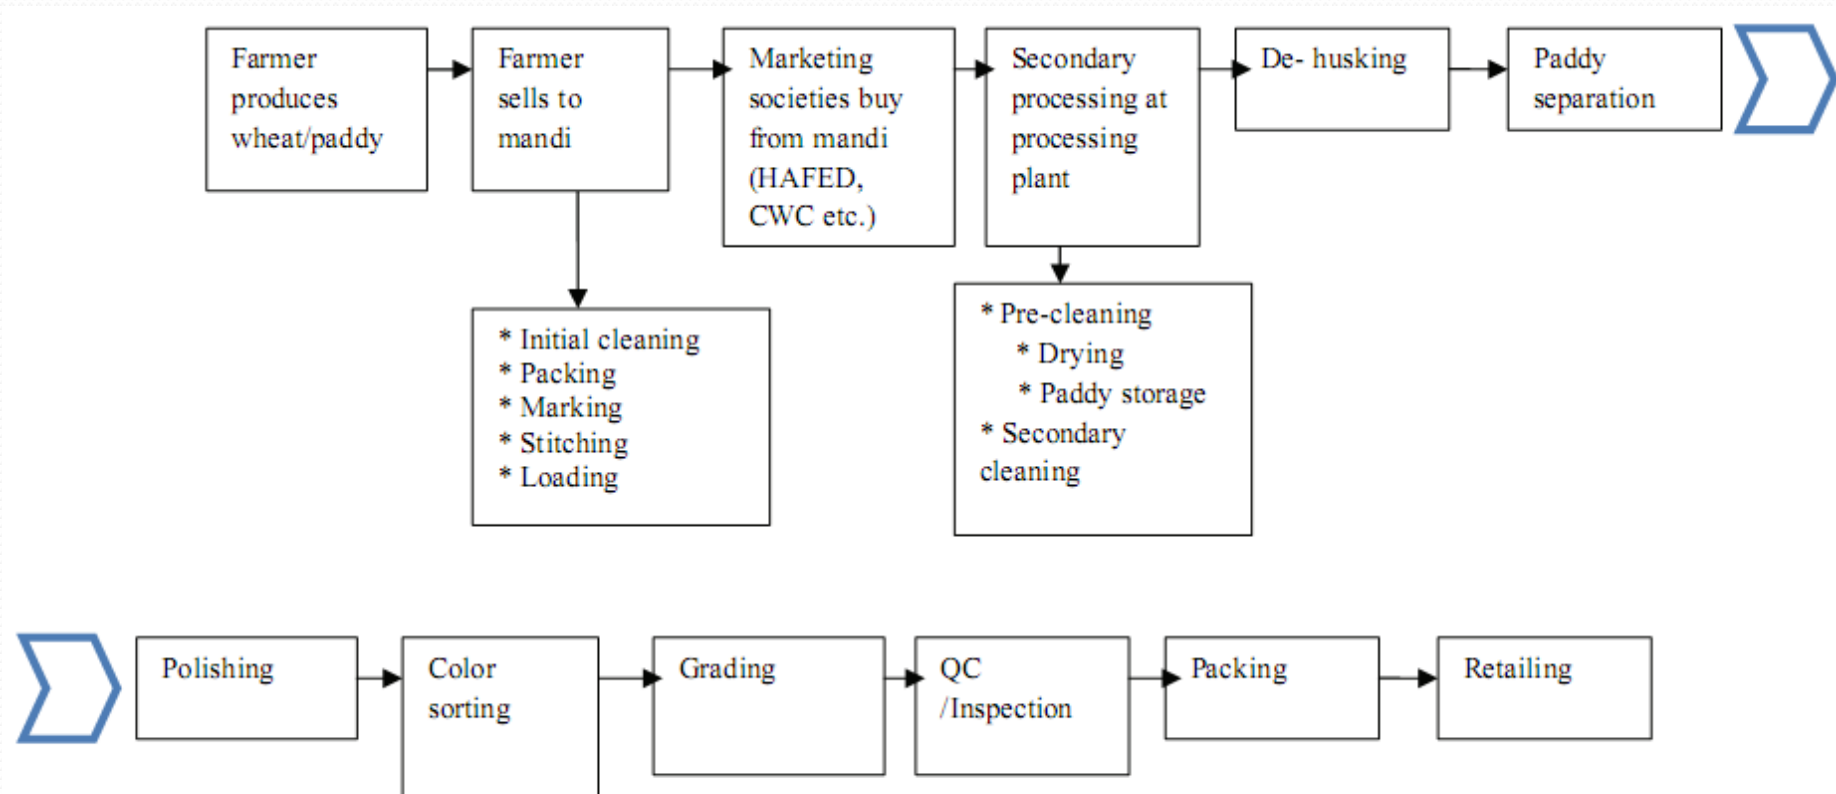 Farmer
produces
wheat/paddy
Farmer
sells to
mandi
Marketing
societies buy
from mandi
(HAFED,
CWC etc.)
Secondary
processing at
processing
plant
De- husking
Paddy
separation
* Initial cleaning
* Packing
* Marking
* Stitching
* Loading
* Pre-cleaning
* Drying
* Paddy storage
* Secondary
cleaning
Polishing
Color
sorting
Grading
QC
/Inspection
Packing
Retailing